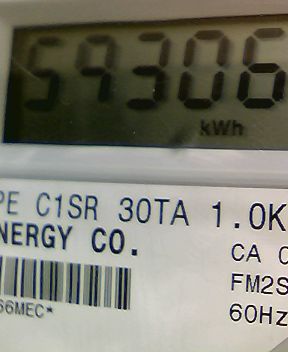 59306
kWh
PE C1SR 30TA 1.0K
NERGY CO.
CA
FM2S
66MEC*
60Hz